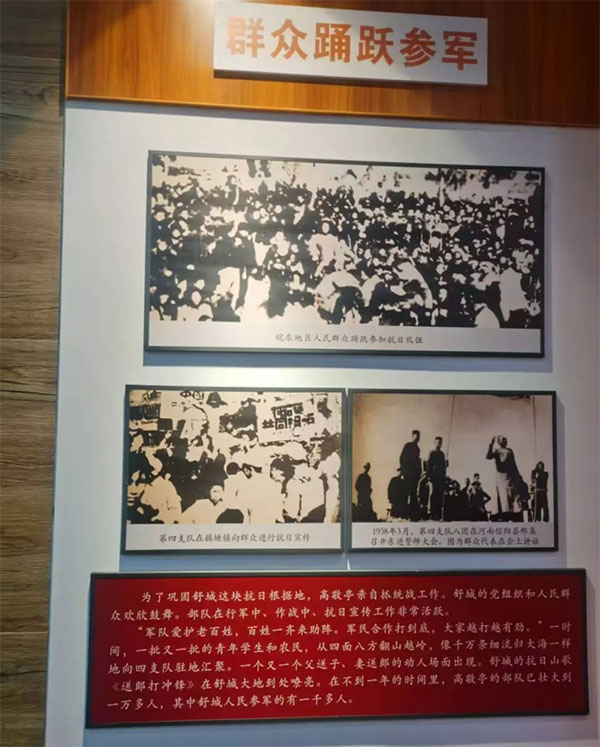 群众踊跃参军
皖东地区人民群众踊跃参加抗日队伍
第四支队在横塘镇向群众进行抗日宣传
1938年3月，第四支队八团在河南信阳邢集
召开东进誓师大会。图为群众代表在会上讲话
为了巩固舒城这块抗日根据地，高敬亭亲自抓统战工作。舒城的党组织和人民群
众欢欣鼓舞。部队在行军中、作战中、抗日宣传工作非常活跃。
“军队爱护老百姓，百姓一齐来助阵。军民合作打到底，大家越打越有劲。”一时
间，一批又一批的青年学生和农民，从四面八方翻山越岭，像千万条细流归大海一样
地向四支队驻地汇聚。一个又一个父送子、妻送郎的动人场面出现。舒城的抗日山歌
《送郎打冲锋》在舒城大地到处嘹亮。在不到一年的时间里，高敬亭的部队已壮大到
一万多人，其中舒城人民参军的有一千多人。